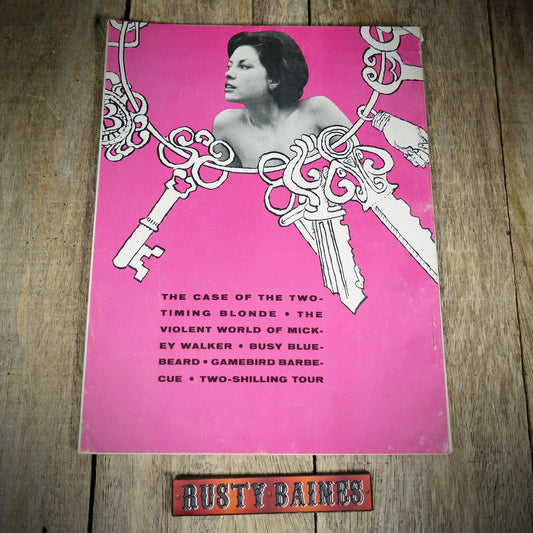 THE CASE OF THE TWO-
TIMING BLONDE • THE
VIOLENT WORLD OF MICK-
EY WALKER • BUSY BLUE-
BEARD • GAMEBIRD BARBE-
CUE • TWO-SHILLING TOUR
RUSTY BAINES